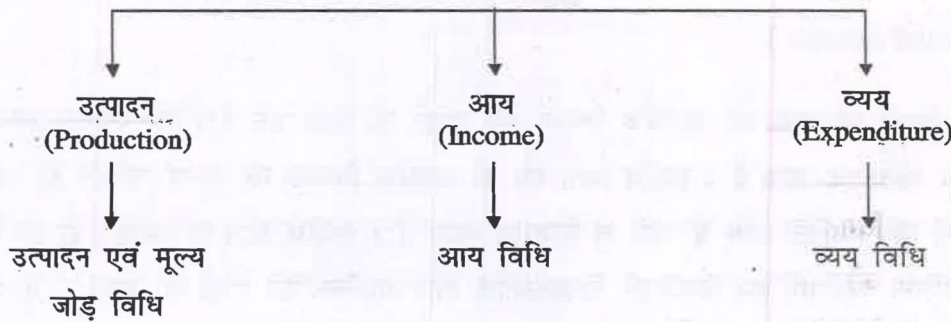 उत्पादन
(Production)
आय
(Income)
व्यय
(Expenditure)
उत्पादन एवं मूल्य
जोड़ विधि
आय विधि
व्यय विधि